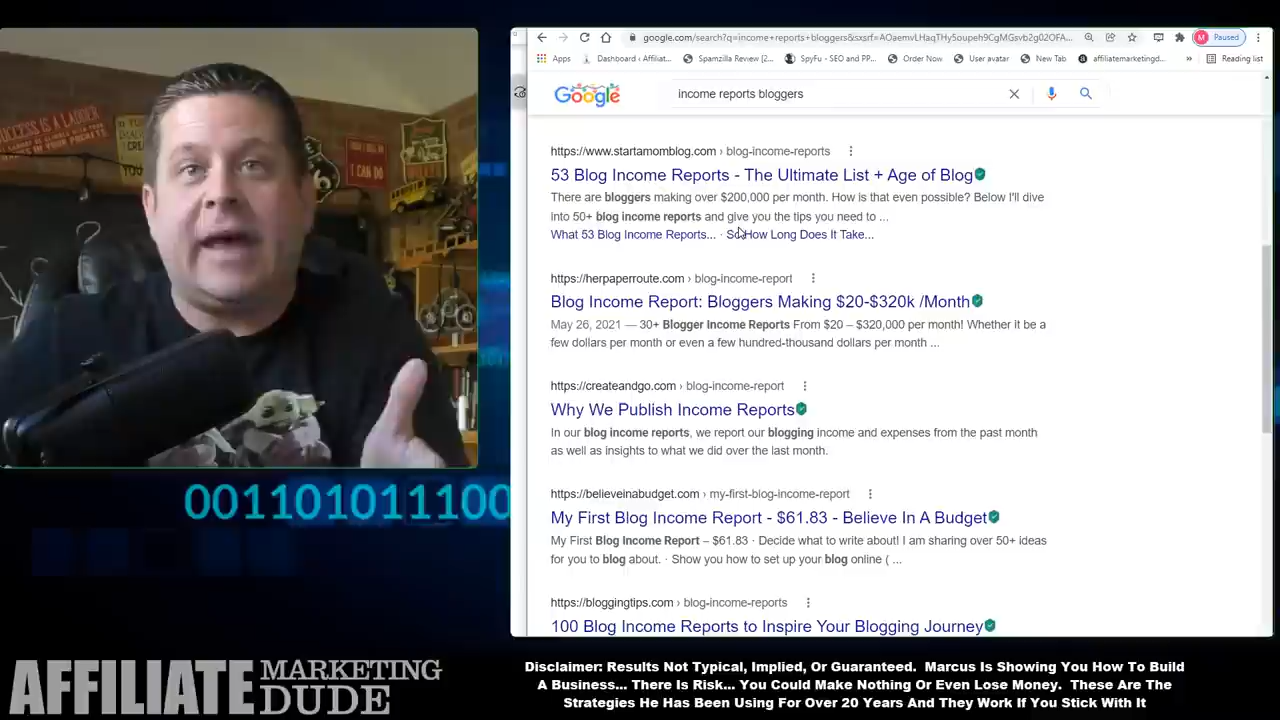 SUCCESS IS A LADDER
I CAN DO
google.com/search?q=income+reports+bloggers&sxsrf=AOaemvLHaqTHy5oupeh9CgMGsvb2g02OFA...
Paused
Apps
Dashboard ‹ Affiliat...
Spamzilla Review [2...
SpyFu - SEO and PP...
Order Now
User avatar
New Tab
affiliatemarketingd...
»
Reading list
Google
income reports bloggers
https://www.startamomblog.com › blog-income-reports
53 Blog Income Reports - The Ultimate List + Age of Blog
There are bloggers making over $200,000 per month. How is that even possible? Below I'll dive
into 50+ blog income reports and give you the tips you need to ...
What 53 Blog Income Reports... · So How Long Does It Take...
https://herpaperroute.com › blog-income-report
Blog Income Report: Bloggers Making $20-$320k /Month
May 26, 2021 — 30+ Blogger Income Reports From $20 – $320,000 per month! Whether it be a
few dollars per month or even a few hundred-thousand dollars per month ...
https://createandgo.com › blog-income-report
Why We Publish Income Reports
In our blog income reports, we report our blogging income and expenses from the past month
as well as insights to what we did over the last month.
https://believeinabudget.com › my-first-blog-income-report
My First Blog Income Report - $61.83 - Believe In A Budget
My First Blog Income Report – $61.83 · Decide what to write about! I am sharing over 50+ ideas
for you to blog about. · Show you how to set up your blog online ( ...
https://bloggingtips.com › blog-income-reports
100 Blog Income Reports to Inspire Your Blogging Journey
001101011100
AFFILIATE MARKETING DUDE
Disclaimer: Results Not Typical, Implied, Or Guaranteed. Marcus Is Showing You How To Build
A Business... There Is Risk... You Could Make Nothing Or Even Lose Money. These Are The
Strategies He Has Been Using For Over 20 Years And They Work If You Stick With It